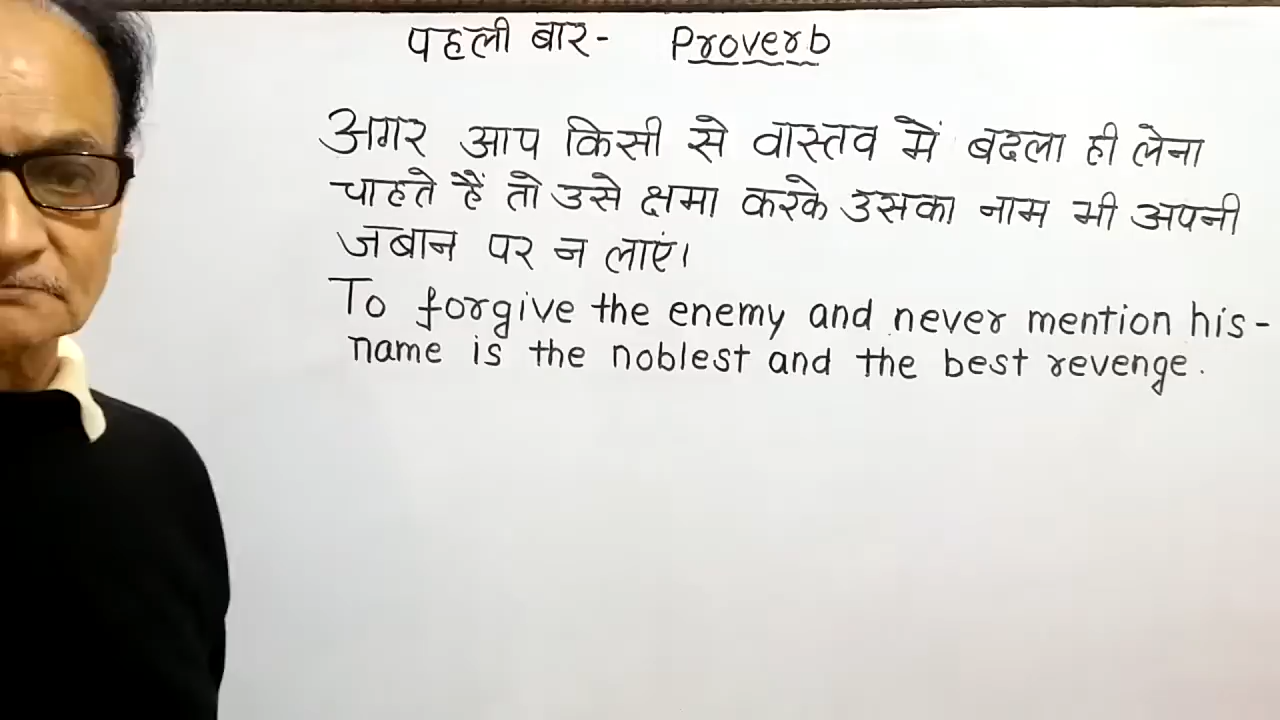 पहली बार- Proverb
अगर आप किसी से वास्तव में बदला ही लेना
चाहते हैं तो उसे क्षमा करके उसका नाम भी अपनी
जबान पर न लाएं।
To forgive the enemy and never mention his-
name is the noblest and the best revenge.